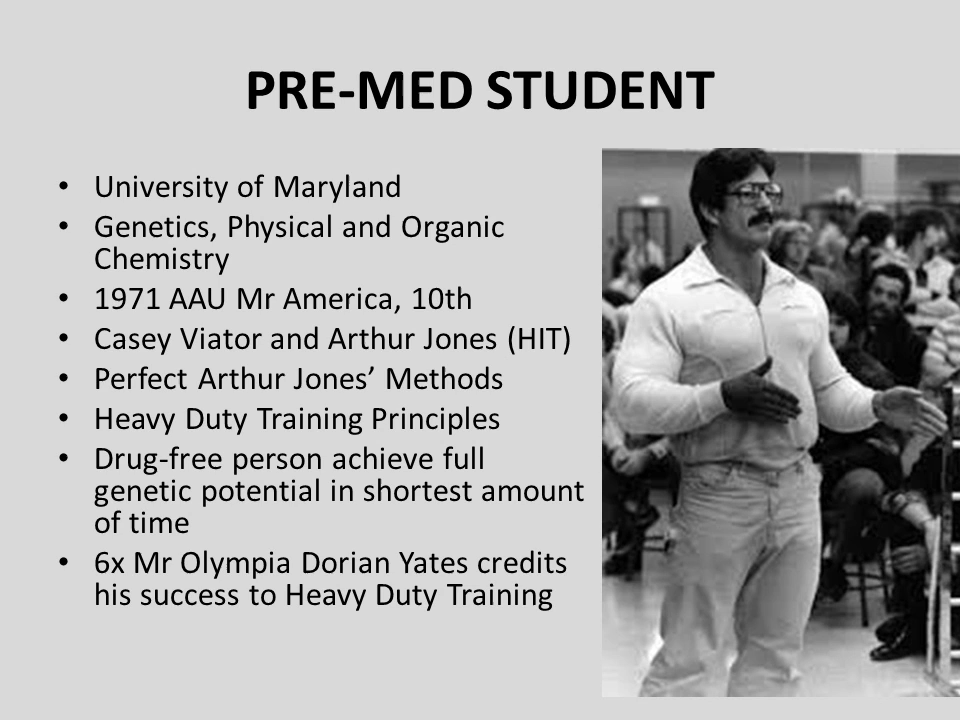 PRE-MED STUDENT
• University of Maryland
• Genetics, Physical and Organic
Chemistry
• 1971 AAU Mr America, 10th
• Casey Viator and Arthur Jones (HIT)
• Perfect Arthur Jones’ Methods
• Heavy Duty Training Principles
• Drug-free person achieve full
genetic potential in shortest amount
of time
• 6x Mr Olympia Dorian Yates credits
his success to Heavy Duty Training